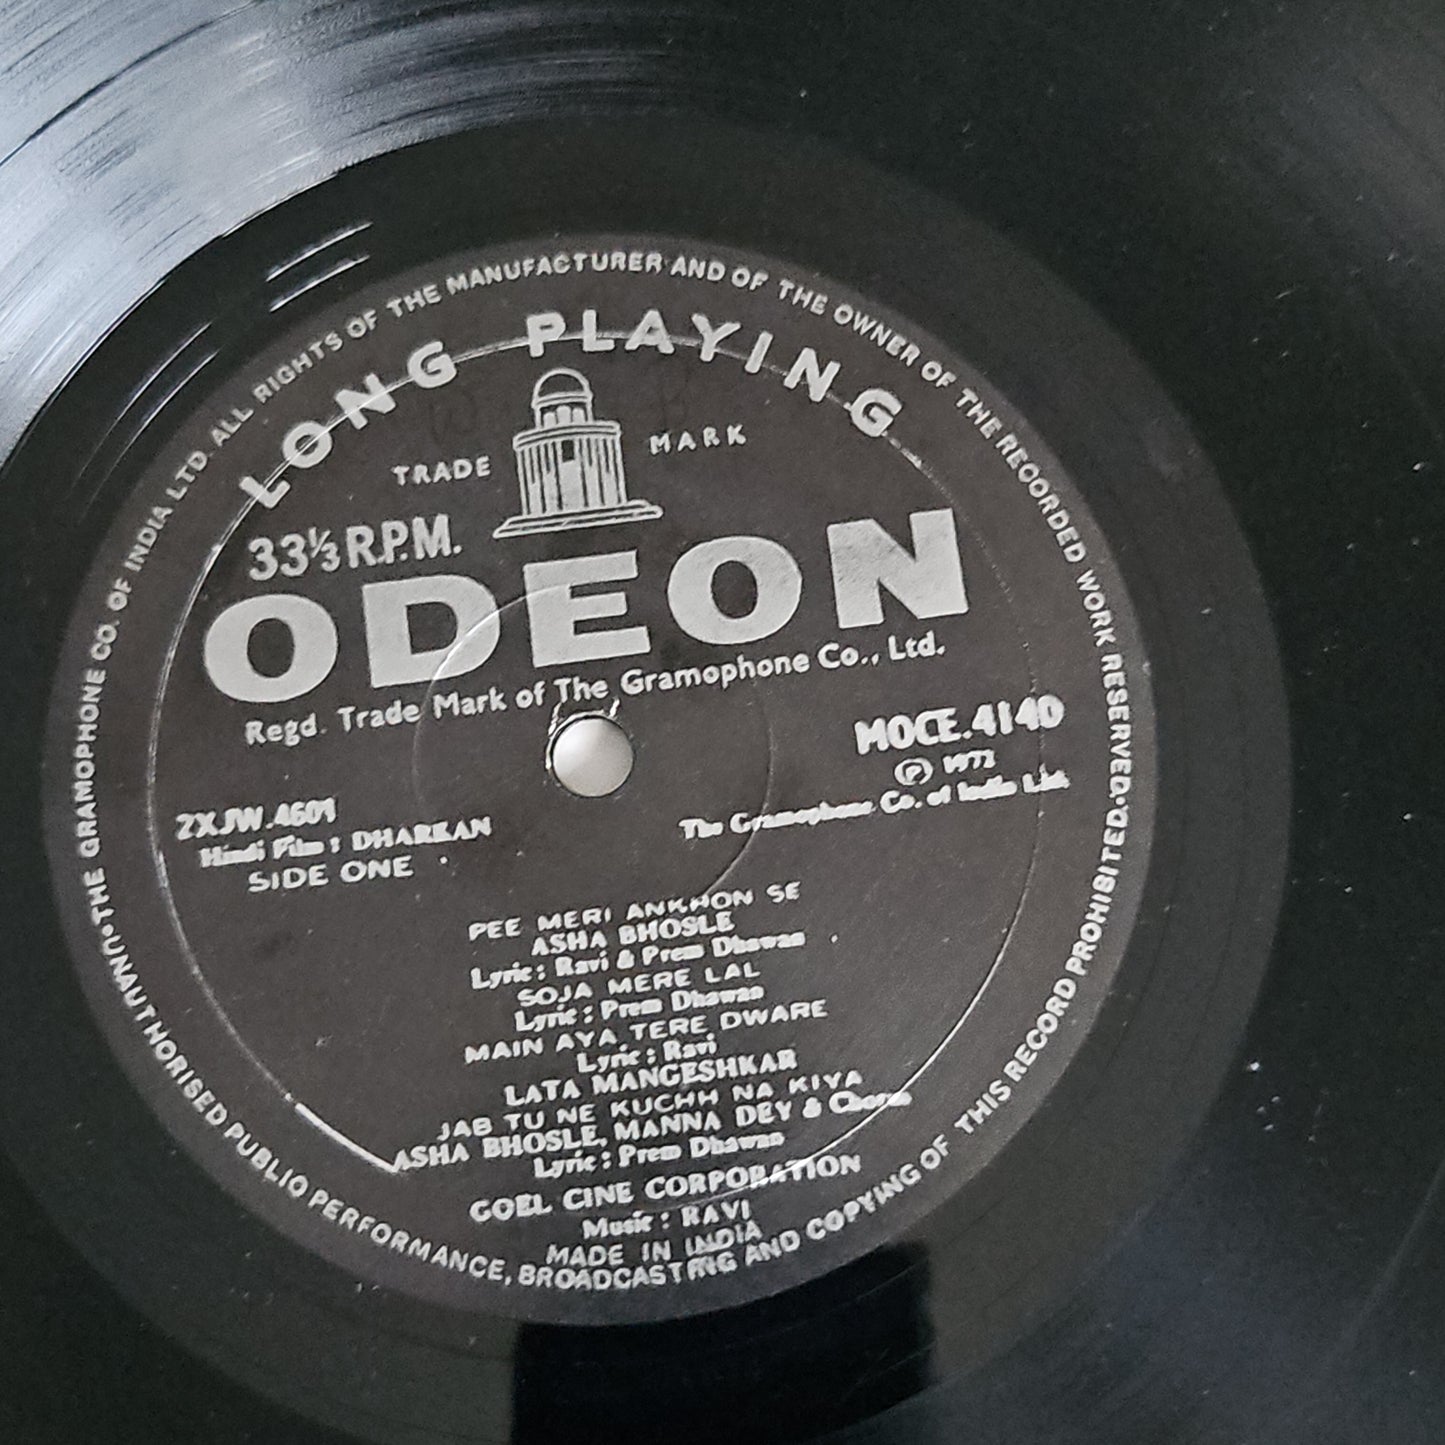 THE GRAMOPHONE CO. OF INDIA LTD. ALL RIGHTS OF THE MANUFACTURER AND OF THE OWNER OF THE RECORDED WORK RESERVED. UNAUTHORISED PUBLIC PERFORMANCE, BROADCASTING AND COPYING OF THIS RECORD PROHIBITED.
LONG PLAYING
TRADE MARK
33⅓ R.P.M.
ODEON
Regd. Trade Mark of The Gramophone Co., Ltd.
MOCE.4140
℗ 1972
The Gramophone Co. of India Ltd.
2XJW.4601
Hindi Film : DHARKAN
SIDE ONE
PEE MERI ANKHON SE
ASHA BHOSLE
Lyric : Ravi & Prem Dhawan
SOJA MERE LAL
Lyric : Prem Dhawan
MAIN AYA TERE DWARE
Lyric : Ravi
LATA MANGESHKAR
JAB TU NE KUCHH NA KIYA
ASHA BHOSLE, MANNA DEY & Chorus
Lyric : Prem Dhawan
GOEL CINE CORPORATION
Music : RAVI
MADE IN INDIA